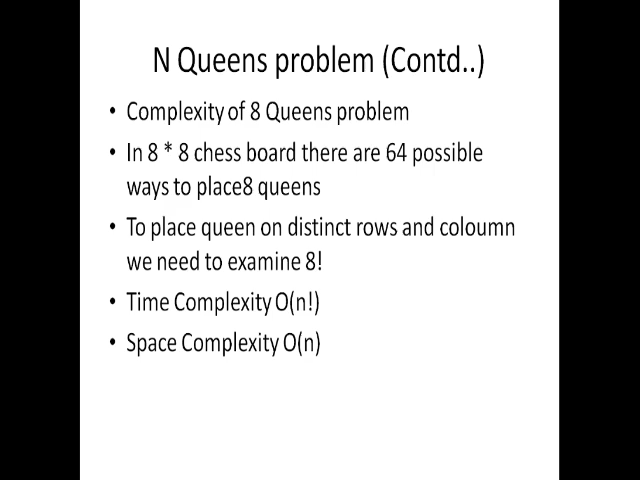 N Queens problem (Contd..)
• Complexity of 8 Queens problem
• In 8 * 8 chess board there are 64 possible
ways to place8 queens
• To place queen on distinct rows and coloumn
we need to examine 8!
• Time Complexity O(n!)
• Space Complexity O(n)